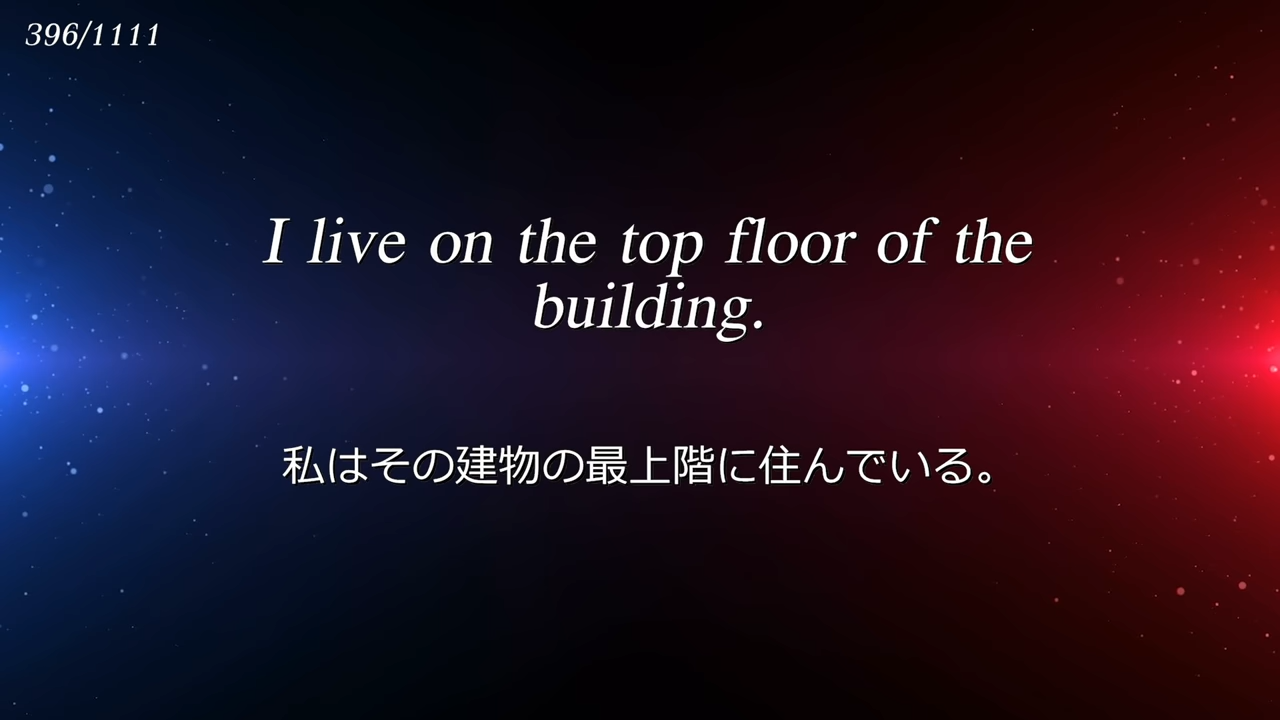 396/1111
I live on the top floor of the
building.
私はその建物の最上階に住んでいる。